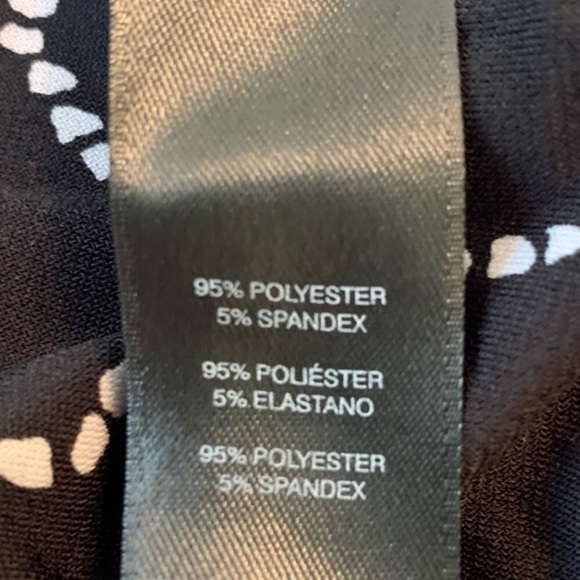 95% POLYESTER
5% SPANDEX
95% POLIÉSTER
5% ELASTANO
95% POLYESTER
5% SPANDEX